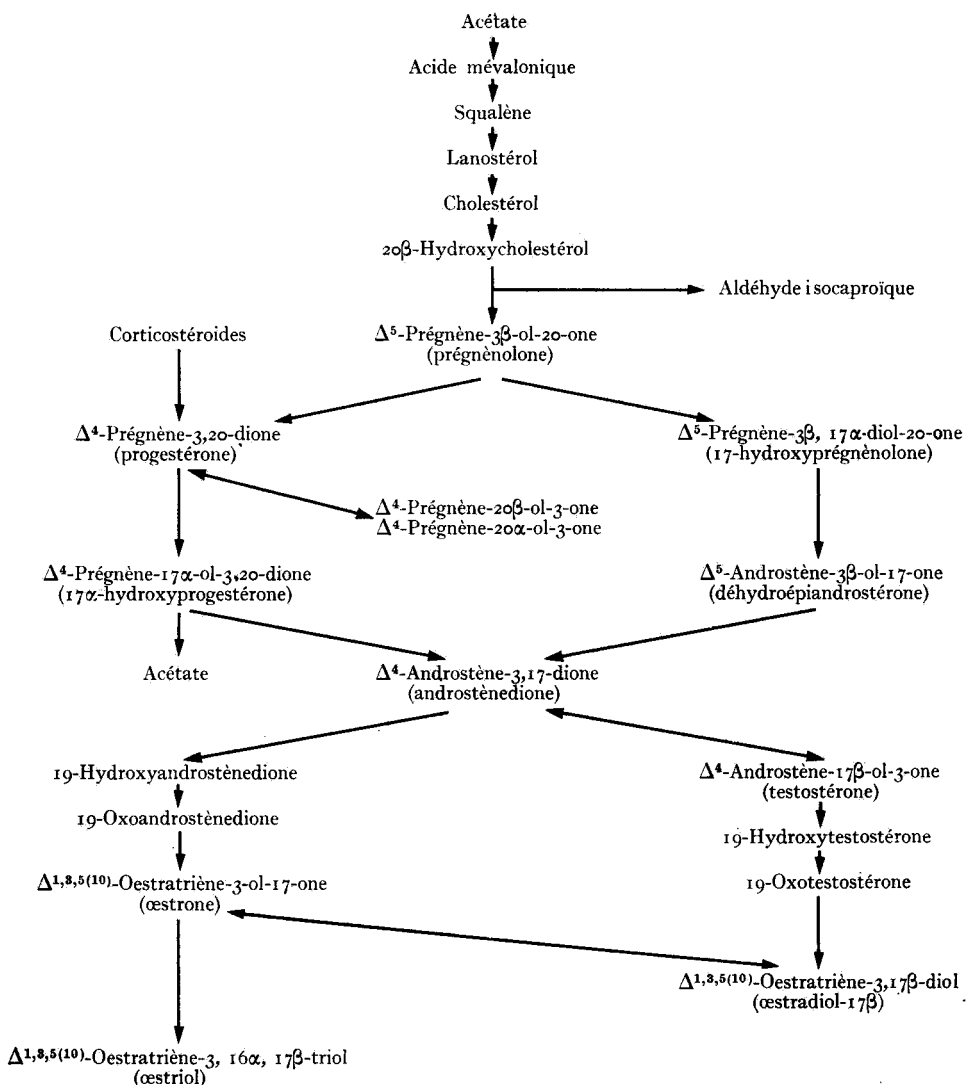 Acétate
Acide mévalonique
Squalène
Lanostérol
Cholestérol
20β-Hydroxycholestérol
Aldéhyde isocaproïque
Corticostéroides
Δ⁵-Prégnène-3β-ol-20-one
(prégnènolone)
Δ⁴-Prégnène-3,20-dione
(progestérone)
Δ⁵-Prégnène-3β, 17α-diol-20-one
(17-hydroxyprégnènolone)
Δ⁴-Prégnène-20β-ol-3-one
Δ⁴-Prégnène-20α-ol-3-one
Δ⁴-Prégnène-17α-ol-3,20-dione
(17α-hydroxyprogestérone)
Δ⁵-Androstène-3β-ol-17-one
(déhydroépiandrostérone)
Acétate
Δ⁴-Androstène-3,17-dione
(androstènedione)
19-Hydroxyandrostènedione
Δ⁴-Androstène-17β-ol-3-one
(testostérone)
19-Oxoandrostènedione
19-Hydroxytestostérone
Δ¹,³,⁵⁽¹⁰⁾-Oestratriène-3-ol-17-one
(œstrone)
19-Oxotestostérone
Δ¹,³,⁵⁽¹⁰⁾-Oestratriène-3,17β-diol
(œstradiol-17β)
Δ¹,³,⁵⁽¹⁰⁾-Oestratriène-3, 16α, 17β-triol
(œstriol)